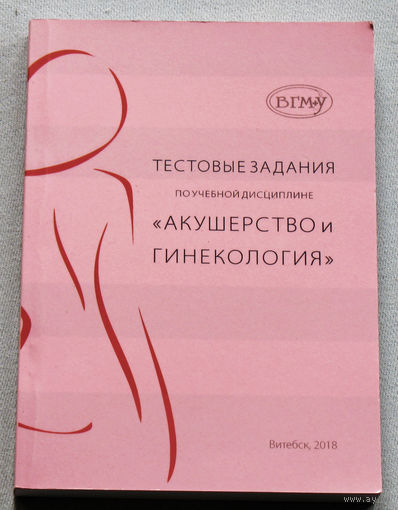 ВГМУ
ТЕСТОВЫЕ ЗАДАНИЯ
ПО УЧЕБНОЙ ДИСЦИПЛИНЕ
«АКУШЕРСТВО и
ГИНЕКОЛОГИЯ»
Витебск, 2018